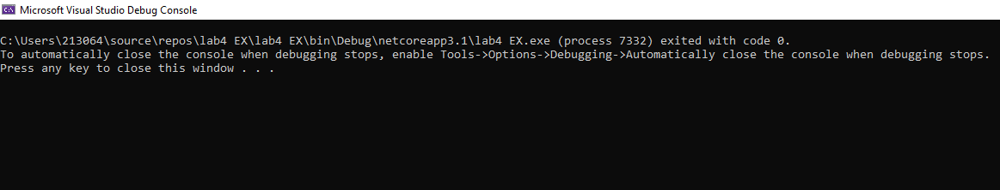 Microsoft Visual Studio Debug Console
C:\Users\213064\source\repos\lab4 EX\lab4 EX\bin\Debug\netcoreapp3.1\lab4 EX.exe (process 7332) exited with code 0.
To automatically close the console when debugging stops, enable Tools->Options->Debugging->Automatically close the console when debugging stops.
Press any key to close this window . . .